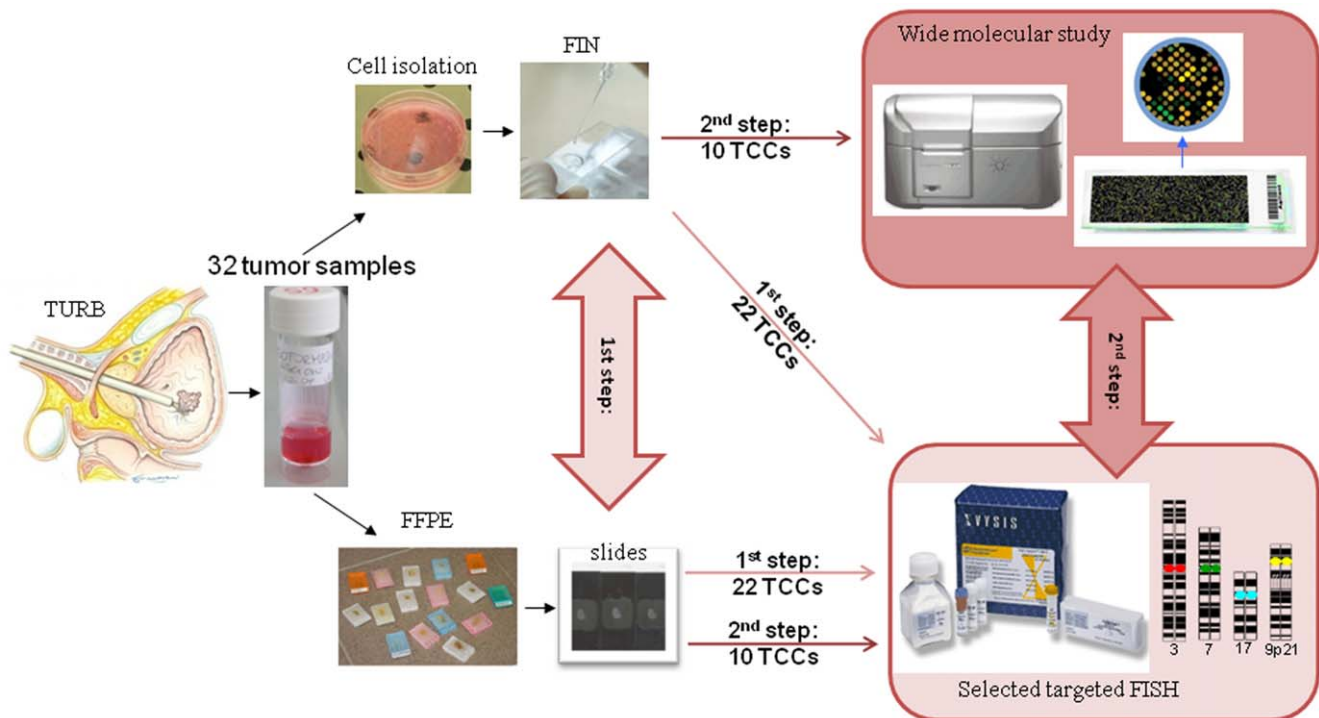 Wide molecular study
FIN
Cell isolation
2nd step:
10 TCCs
Agilent
32 tumor samples
TURB
1st step:
22 TCCs
1st step:
2nd step:
FFPE
slides
1st step:
22 TCCs
2nd step:
10 TCCs
VYSIS
3
7
17
9p21
Selected targeted FISH